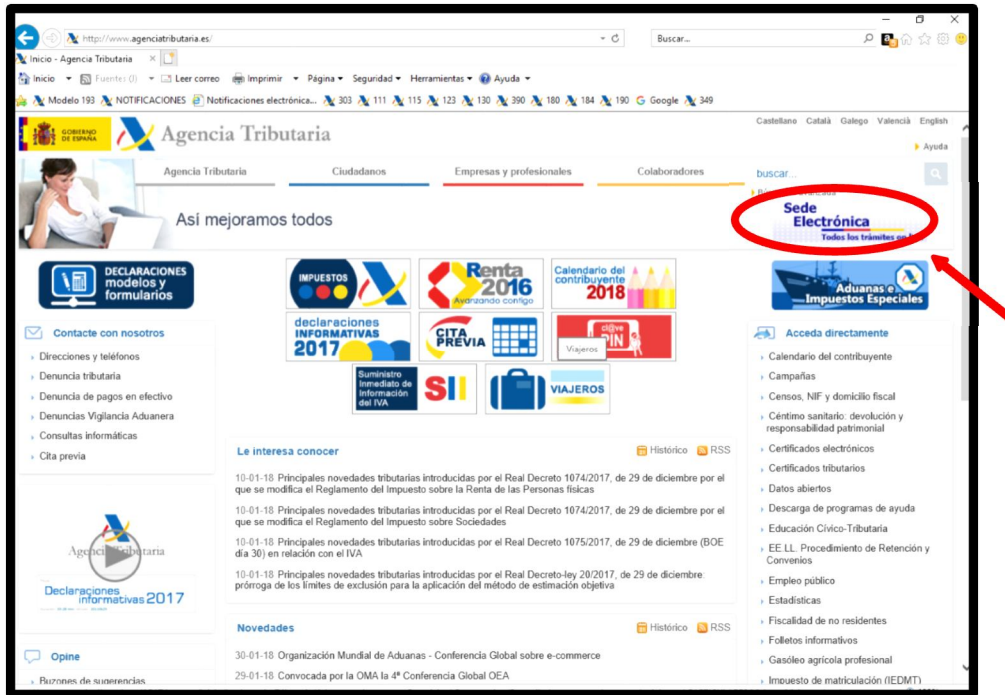 http://www.agenciatributaria.es/
Buscar...
Inicio - Agencia Tributaria
Inicio Fuentes (J) Leer correo Imprimir Página Seguridad Herramientas Ayuda
Modelo 193 NOTIFICACIONES Notificaciones electrónica... 303 111 115 123 130 390 180 184 190 G Google 349
Castellano Català Galego Valencià English
GOBIERNO
DE ESPAÑA
Agencia Tributaria
Ayuda
Agencia Tributaria Ciudadanos Empresas y profesionales Colaboradores
buscar...
Así mejoramos todos
Sede
Electrónica
Todos los trámites
DECLARACIONES
modelos y
formularios
IMPUESTOS
Renta
2016
Avanzando contigo
Calendario del
contribuyente
2018
Aduanas e
Impuestos Especiales
declaraciones
INFORMATIVAS
2017
CITA
PREVIA
cl@ve
PIN
Viajeros
Suministro
Inmediato de
Información
del IVA
SII
VIAJEROS
Contacte con nosotros
Direcciones y teléfonos
Denuncia tributaria
Denuncia de pagos en efectivo
Denuncias Vigilancia Aduanera
Consultas informáticas
Cita previa
Agencia Tributaria
Declaraciones
informativas 2017
Opine
Buzones de sugerencias
Le interesa conocer Histórico RSS
10-01-18 Principales novedades tributarias introducidas por el Real Decreto 1074/2017, de 29 de diciembre por el
que se modifica el Reglamento del Impuesto sobre la Renta de las Personas físicas
10-01-18 Principales novedades tributarias introducidas por el Real Decreto 1074/2017, de 29 de diciembre por el
que se modifica el Reglamento del Impuesto sobre Sociedades
10-01-18 Principales novedades tributarias introducidas por el Real Decreto 1075/2017, de 29 de diciembre (BOE
día 30) en relación con el IVA
10-01-18 Principales novedades tributarias introducidas por el Real Decreto-ley 20/2017, de 29 de diciembre:
prórroga de los límites de exclusión para la aplicación del método de estimación objetiva
Novedades Histórico RSS
30-01-18 Organización Mundial de Aduanas - Conferencia Global sobre e-commerce
29-01-18 Convocada por la OMA la 4ª Conferencia Global OEA
Acceda directamente
Calendario del contribuyente
Campañas
Censos, NIF y domicilio fiscal
Céntimo sanitario: devolución y
responsabilidad patrimonial
Certificados electrónicos
Certificados tributarios
Datos abiertos
Descarga de programas de ayuda
Educación Cívico-Tributaria
EE.LL. Procedimiento de Retención y
Convenios
Empleo público
Estadísticas
Fiscalidad de no residentes
Folletos informativos
Gasóleo agrícola profesional
Impuesto de matriculación (IEDMT)